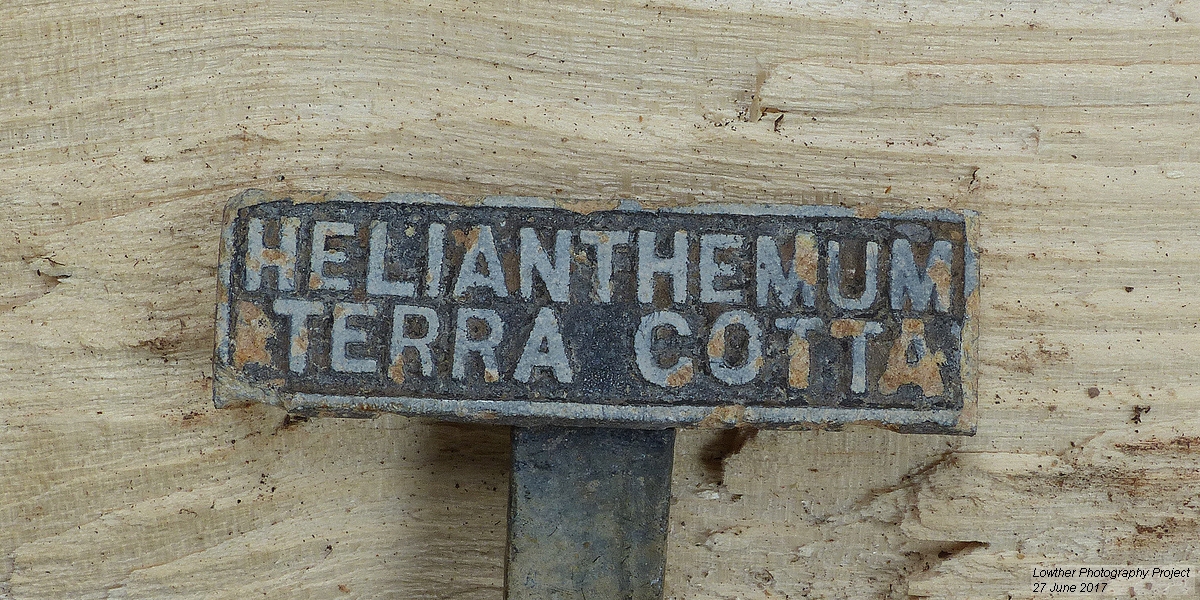 HELIANTHEMUM
TERRA COTTA
Lowther Photography Project
27 June 2017